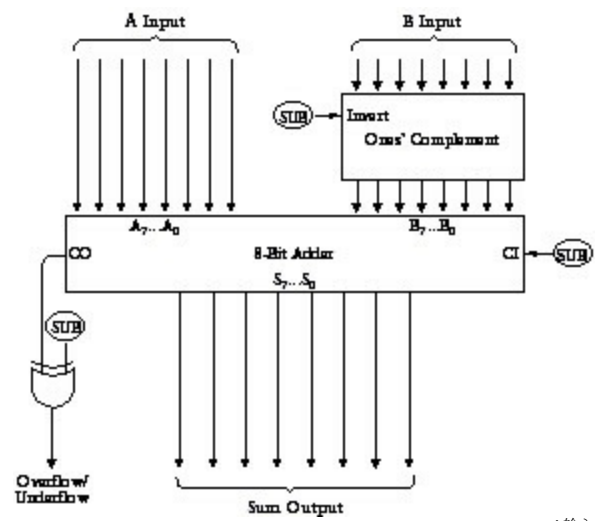 A Input
B Input
SUB
Invert
Ones' Complement
A7...A0
B7...B0
CO
8-Bit Adder
CI
SUB
S7...S0
SUB
Overflow/
Underflow
Sum Output